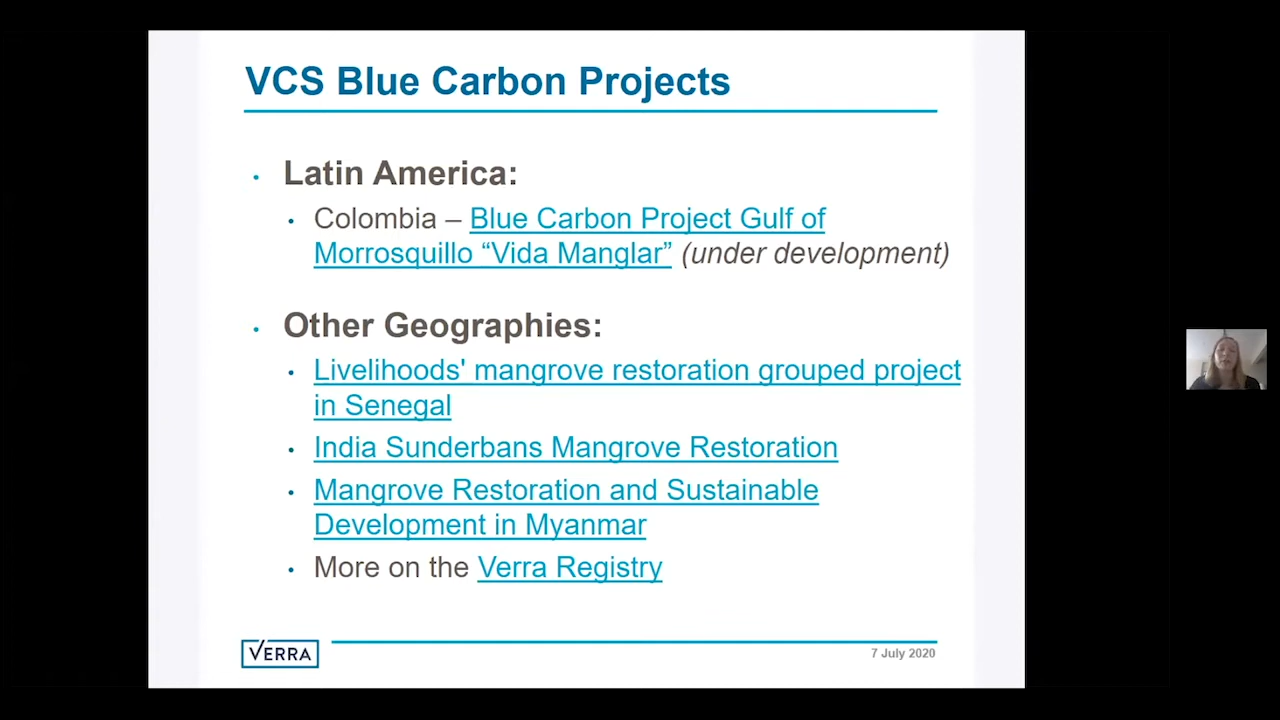 VCS Blue Carbon Projects
• Latin America:
• Colombia – Blue Carbon Project Gulf of
Morrosquillo “Vida Manglar” (under development)
• Other Geographies:
• Livelihoods' mangrove restoration grouped project
in Senegal
• India Sunderbans Mangrove Restoration
• Mangrove Restoration and Sustainable
Development in Myanmar
• More on the Verra Registry
VERRA
7 July 2020